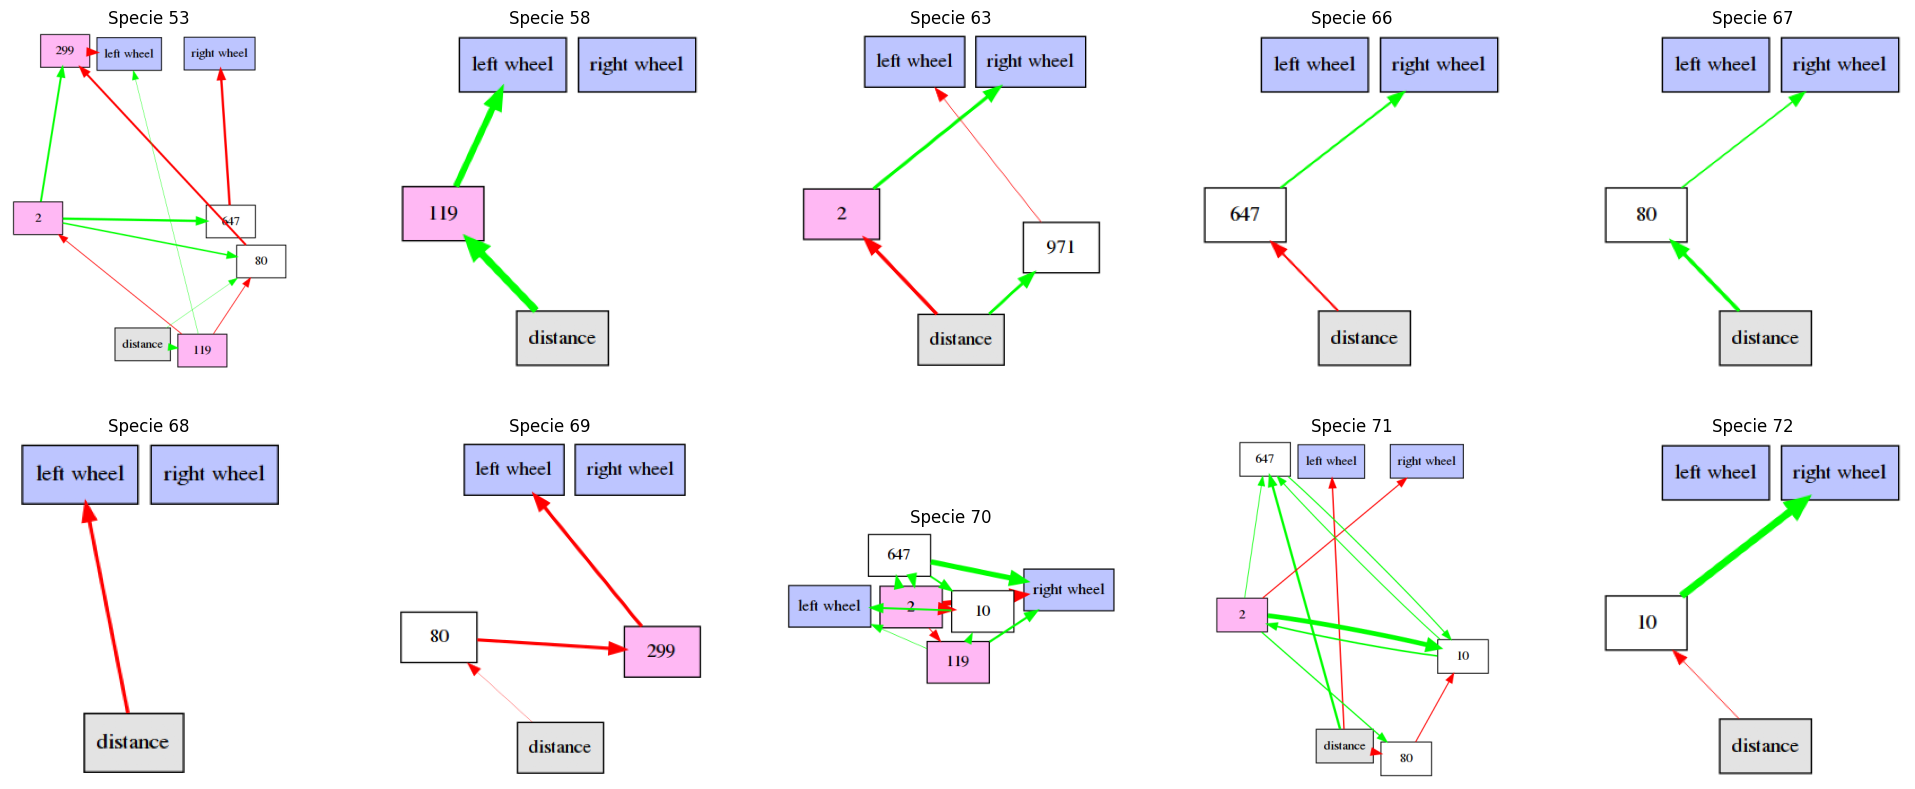 Specie 53
299
left wheel
right wheel
2
647
80
distance
119
Specie 58
left wheel
right wheel
119
distance
Specie 63
left wheel
right wheel
2
971
distance
Specie 66
left wheel
right wheel
647
distance
Specie 67
left wheel
right wheel
80
distance
Specie 68
left wheel
right wheel
distance
Specie 69
left wheel
right wheel
80
299
distance
Specie 70
647
left wheel
2
10
right wheel
119
Specie 71
647
left wheel
right wheel
2
10
distance
80
Specie 72
left wheel
right wheel
10
distance